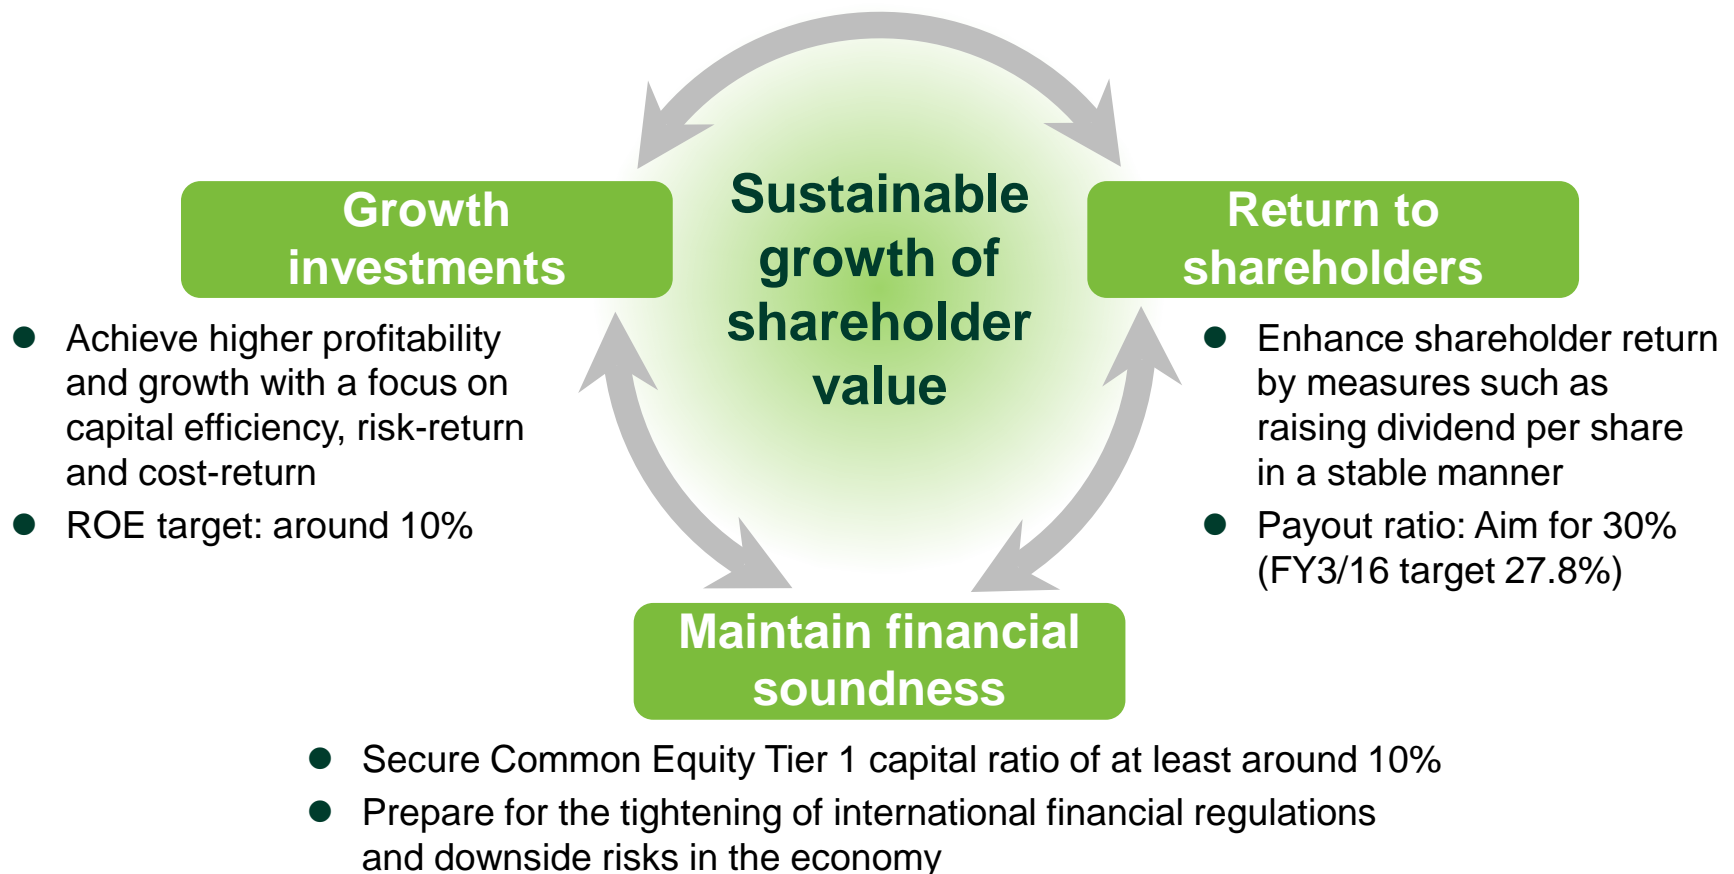 Sustainable
growth of
shareholder
value
Growth
investments
● Achieve higher profitability
and growth with a focus on
capital efficiency, risk-return
and cost-return
● ROE target: around 10%
Return to
shareholders
● Enhance shareholder return
by measures such as
raising dividend per share
in a stable manner
● Payout ratio: Aim for 30%
(FY3/16 target 27.8%)
Maintain financial
soundness
● Secure Common Equity Tier 1 capital ratio of at least around 10%
● Prepare for the tightening of international financial regulations
and downside risks in the economy